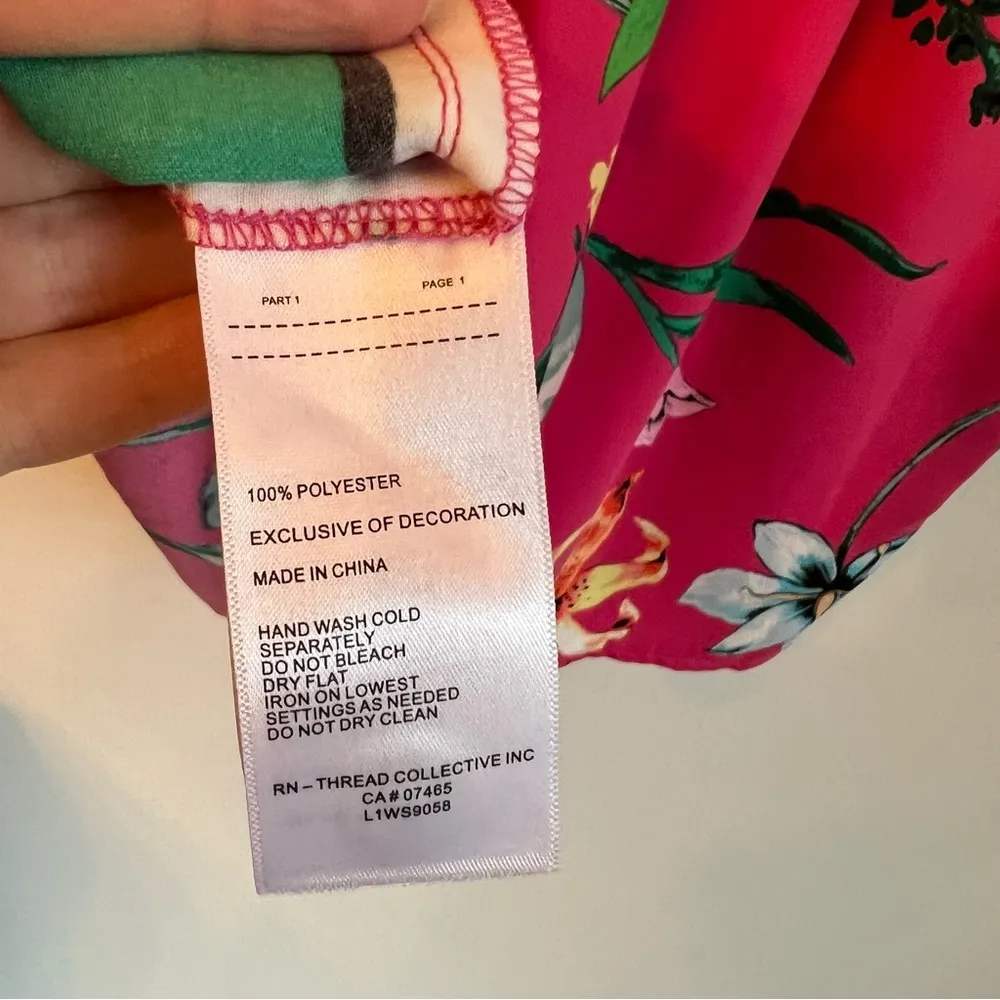 PART 1 PAGE 1
100% POLYESTER
EXCLUSIVE OF DECORATION
MADE IN CHINA
HAND WASH COLD
SEPARATELY
DO NOT BLEACH
DRY FLAT
IRON ON LOWEST
SETTINGS AS NEEDED
DO NOT DRY CLEAN
RN – THREAD COLLECTIVE INC
CA # 07465
L1WS9058